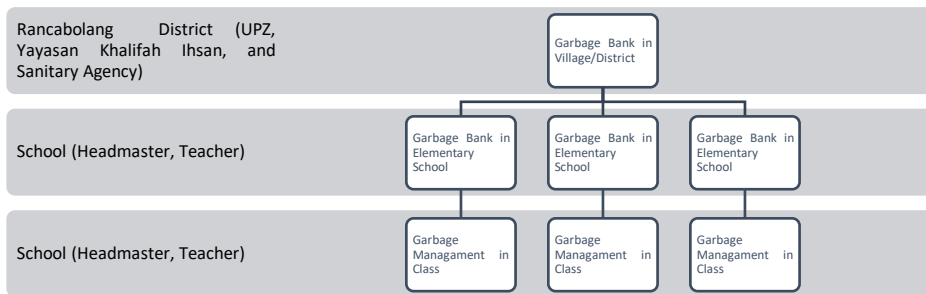 Rancabolang District (UPZ,
Yayasan Khalifah Ihsan, and
Sanitary Agency)
Garbage Bank in
Village/District
School (Headmaster, Teacher)
Garbage Bank in
Elementary
School
Garbage Bank in
Elementary
School
Garbage Bank in
Elementary
School
School (Headmaster, Teacher)
Garbage
Managament in
Class
Garbage
Managament in
Class
Garbage
Managament in
Class